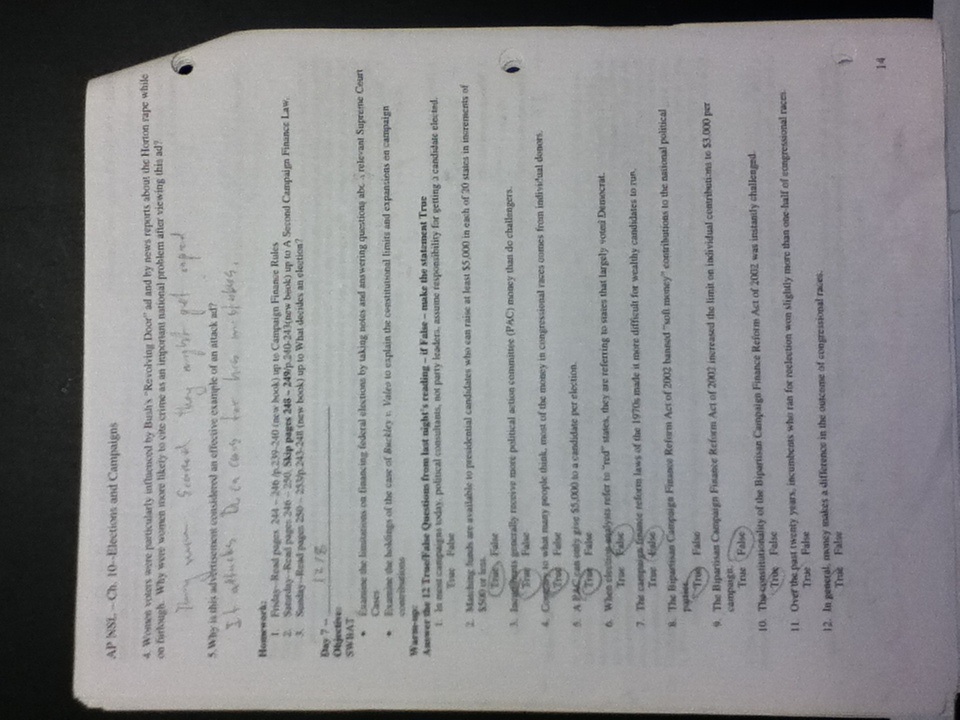 AP NSL – Ch. 10--Elections and Campaigns
4. Women voters were particularly influenced by Bush's "Revolving Door" ad and by news reports about the Horton rape while
on furlough. Why were women more likely to cite crime as an important national problem after viewing this ad?
They were Scared they might get raped
5. Why is this advertisement considered an effective example of an attack ad?
It attacks for his mistakes.
Homework:
1. Friday--Read pages 244 – 246 /p.239-240 (new book) up to Campaign Finance Rules
2. Saturday--Read pages 246 – 250. Skip pages 248 – 249/p.240-243(new book) up to A Second Campaign Finance Law.
3. Sunday--Read pages 250 – 253/p.243-248 (new book) up to What decides an election?
Day 7 – 12/8
Objective:
SWBAT
• Examine the limitations on financing federal elections by taking notes and answering questions relevant Supreme Court
Cases
• Examine the holdings of the case of Buckley v. Valeo to explain the constitutional limits and expansions on campaign
contributions
Warm-up:
Answer the 12 True/False Questions from last night's reading – if False – make the statement True
1. In most campaigns today, political consultants, not party leaders, assume responsibility for getting a candidate elected.
True False
2. Matching funds are available to presidential candidates who can raise at least $5,000 in each of 20 states in increments of
$500 or less.
True False
3. Incumbents generally receive more political action committee (PAC) money than do challengers.
True False
4. Contrary to what many people think, most of the money in congressional races comes from individual donors.
True False
5. A PAC can only give $5,000 to a candidate per election.
True False
6. When election analysts refer to "red" states, they are referring to states that largely voted Democrat.
True False
7. The campaign finance reform laws of the 1970s made it more difficult for wealthy candidates to run.
True False
8. The Bipartisan Campaign Finance Reform Act of 2002 banned "soft money" contributions to the national political
parties.
True False
9. The Bipartisan Campaign Finance Reform Act of 2002 increased the limit on individual contributions to $3,000 per
campaign.
True False
10. The constitutionality of the Bipartisan Campaign Finance Reform Act of 2002 was instantly challenged.
True False
11. Over the past twenty years, incumbents who ran for reelection won slightly more than one-half of congressional races.
True False
12. In general, money makes a difference in the outcome of congressional races.
True False
14